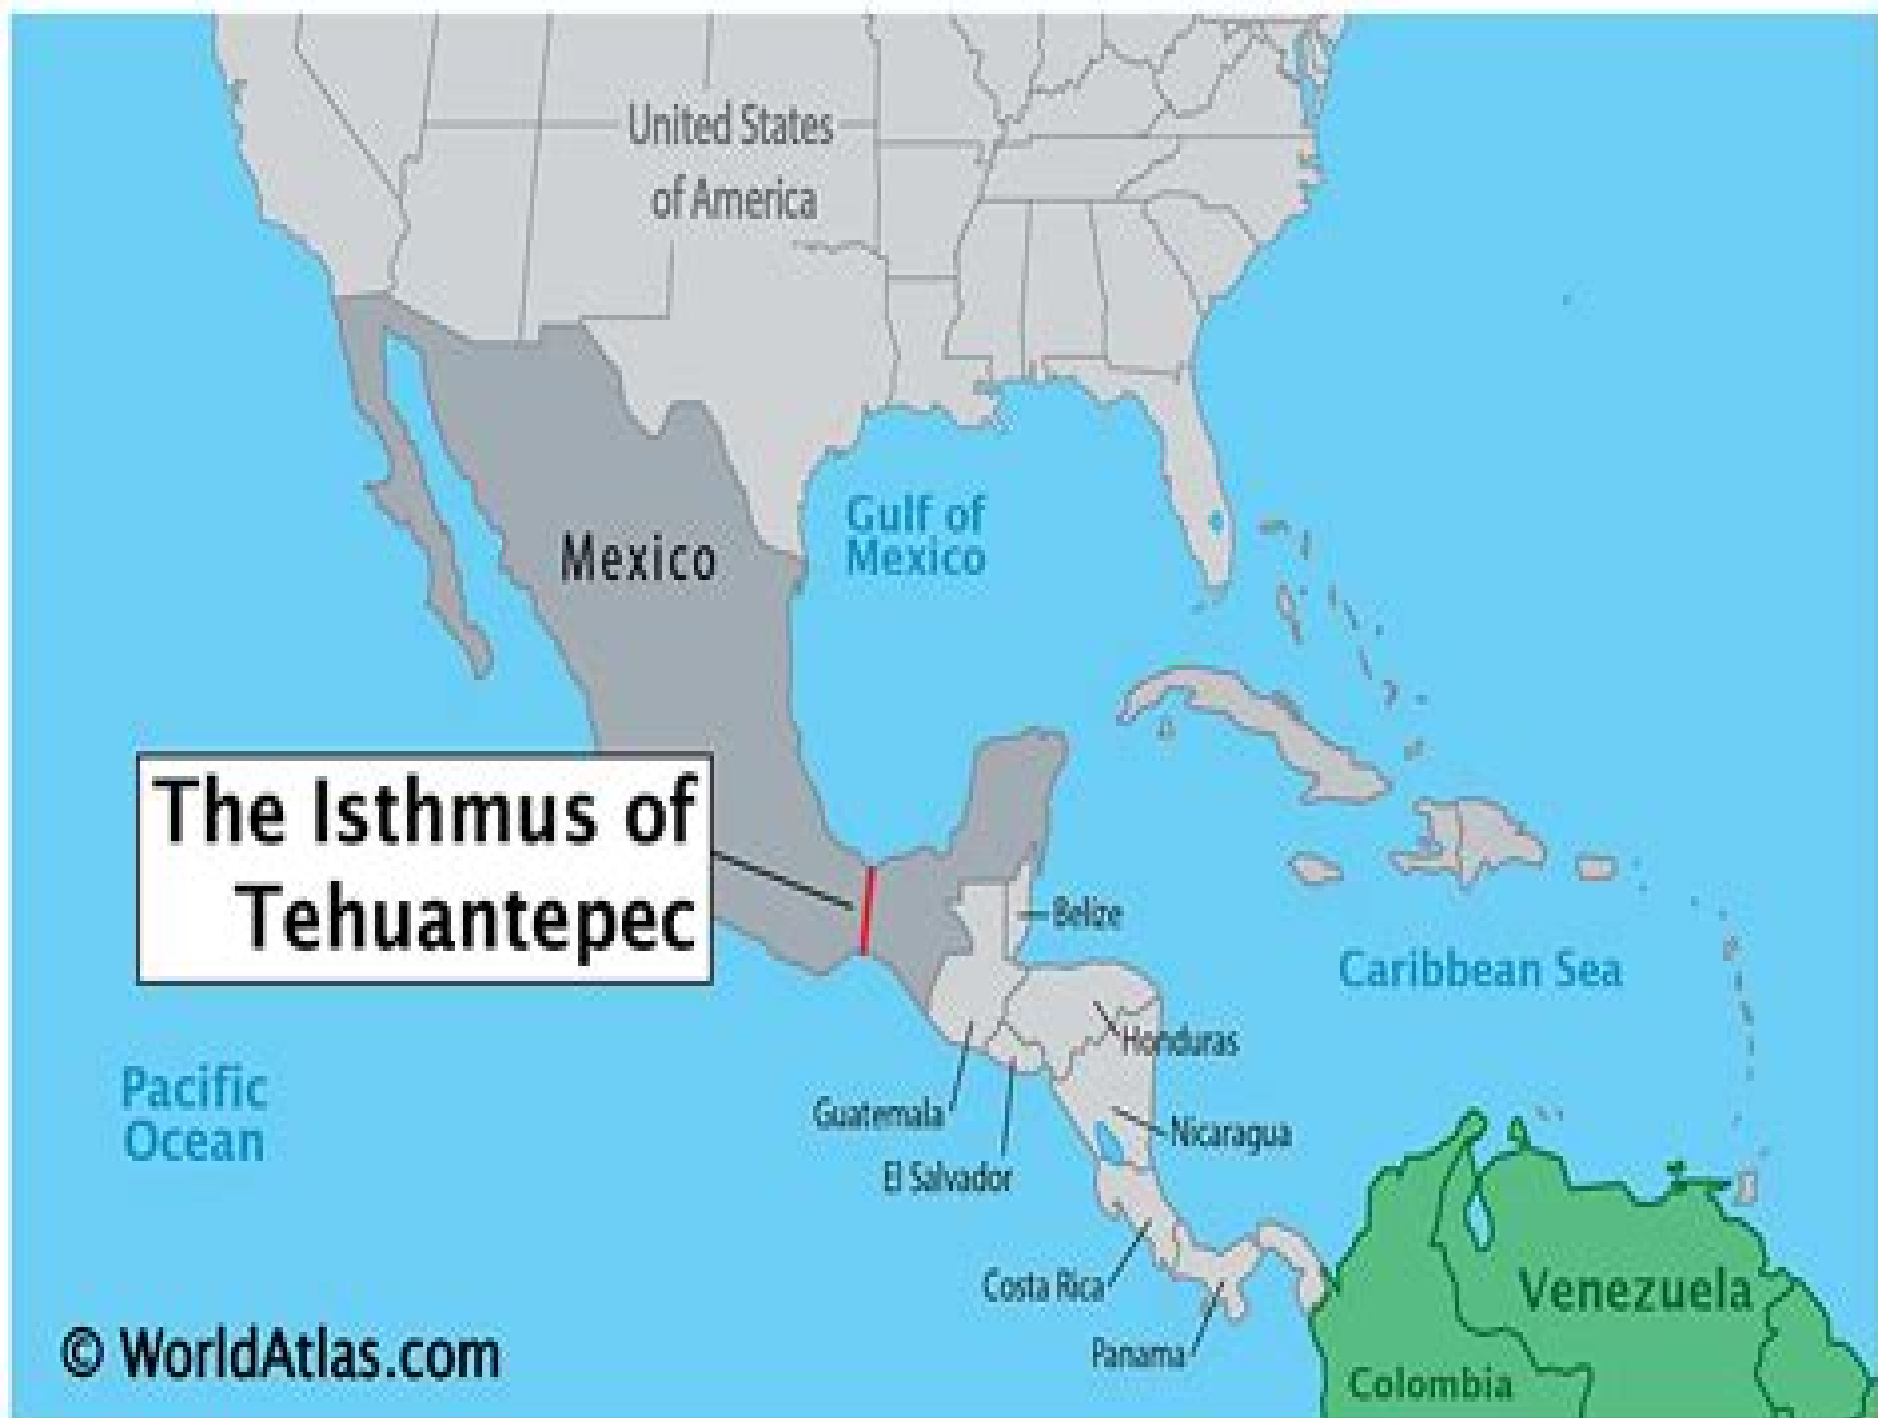 United States
of America
Gulf of
Mexico
Mexico
The Isthmus of
Tehuantepec
Belize
Caribbean Sea
Honduras
Pacific
Ocean
Guatemala
Nicaragua
El Salvador
Costa Rica
Venezuela
Panama
Colombia
© WorldAtlas.com